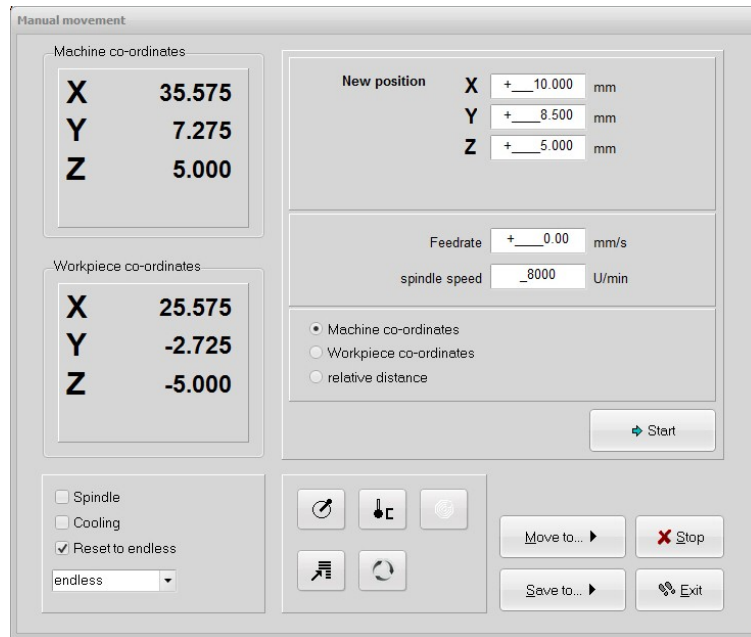 Manual movement
Machine co-ordinates
X 35.575
Y 7.275
Z 5.000
Workpiece co-ordinates
X 25.575
Y -2.725
Z -5.000
New position X +___10.000 mm
Y +____8.500 mm
Z +____5.000 mm
Feedrate +____0.00 mm/s
spindle speed _8000 U/min
Machine co-ordinates
Workpiece co-ordinates
relative distance
Start
Spindle
Cooling
Reset to endless
endless
Move to...
Stop
Save to...
Exit